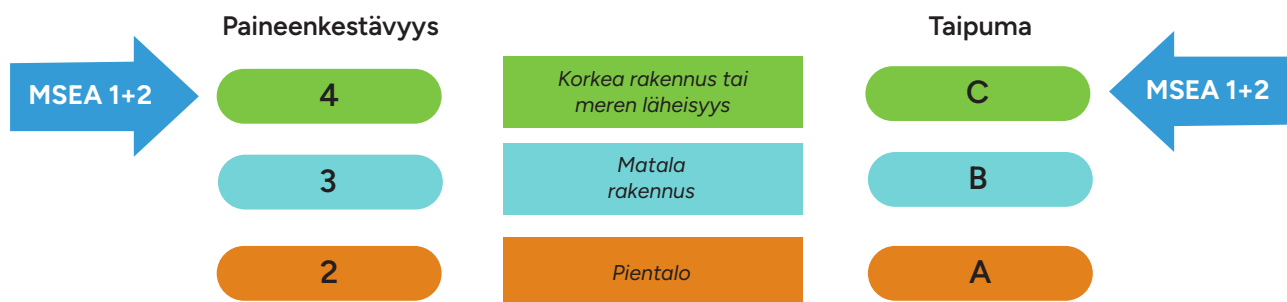 Paineenkestävyys
Taipuma
MSEA 1+2
4
Korkea rakennus tai
meren läheisyys
C
MSEA 1+2
3
Matala
rakennus
B
2
Pientalo
A